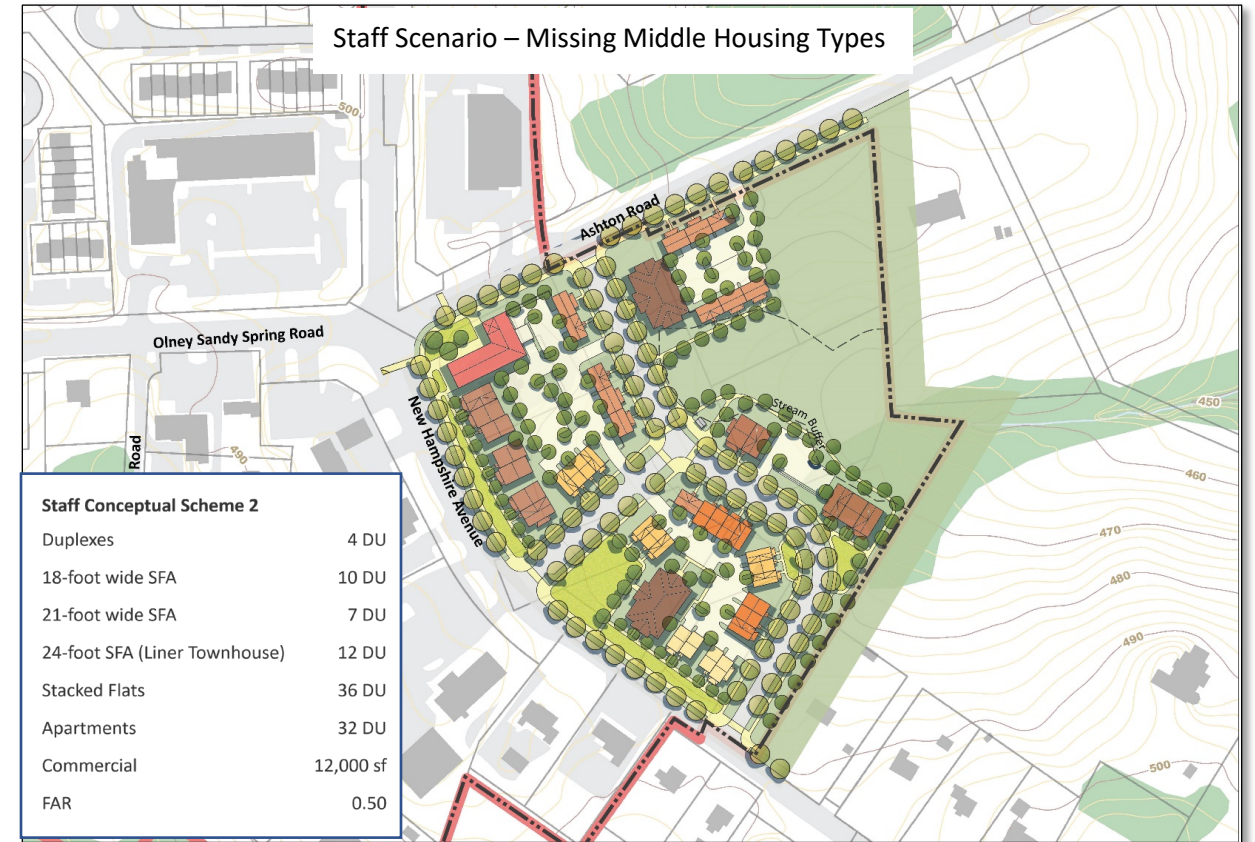 Staff Scenario – Missing Middle Housing Types
500
Ashton Road
Olney Sandy Spring Road
New Hampshire Avenue
Road
490
Stream Buffer
450
460
470
480
490
500
Staff Conceptual Scheme 2
Duplexes 4 DU
18-foot wide SFA 10 DU
21-foot wide SFA 7 DU
24-foot SFA (Liner Townhouse) 12 DU
Stacked Flats 36 DU
Apartments 32 DU
Commercial 12,000 sf
FAR 0.50